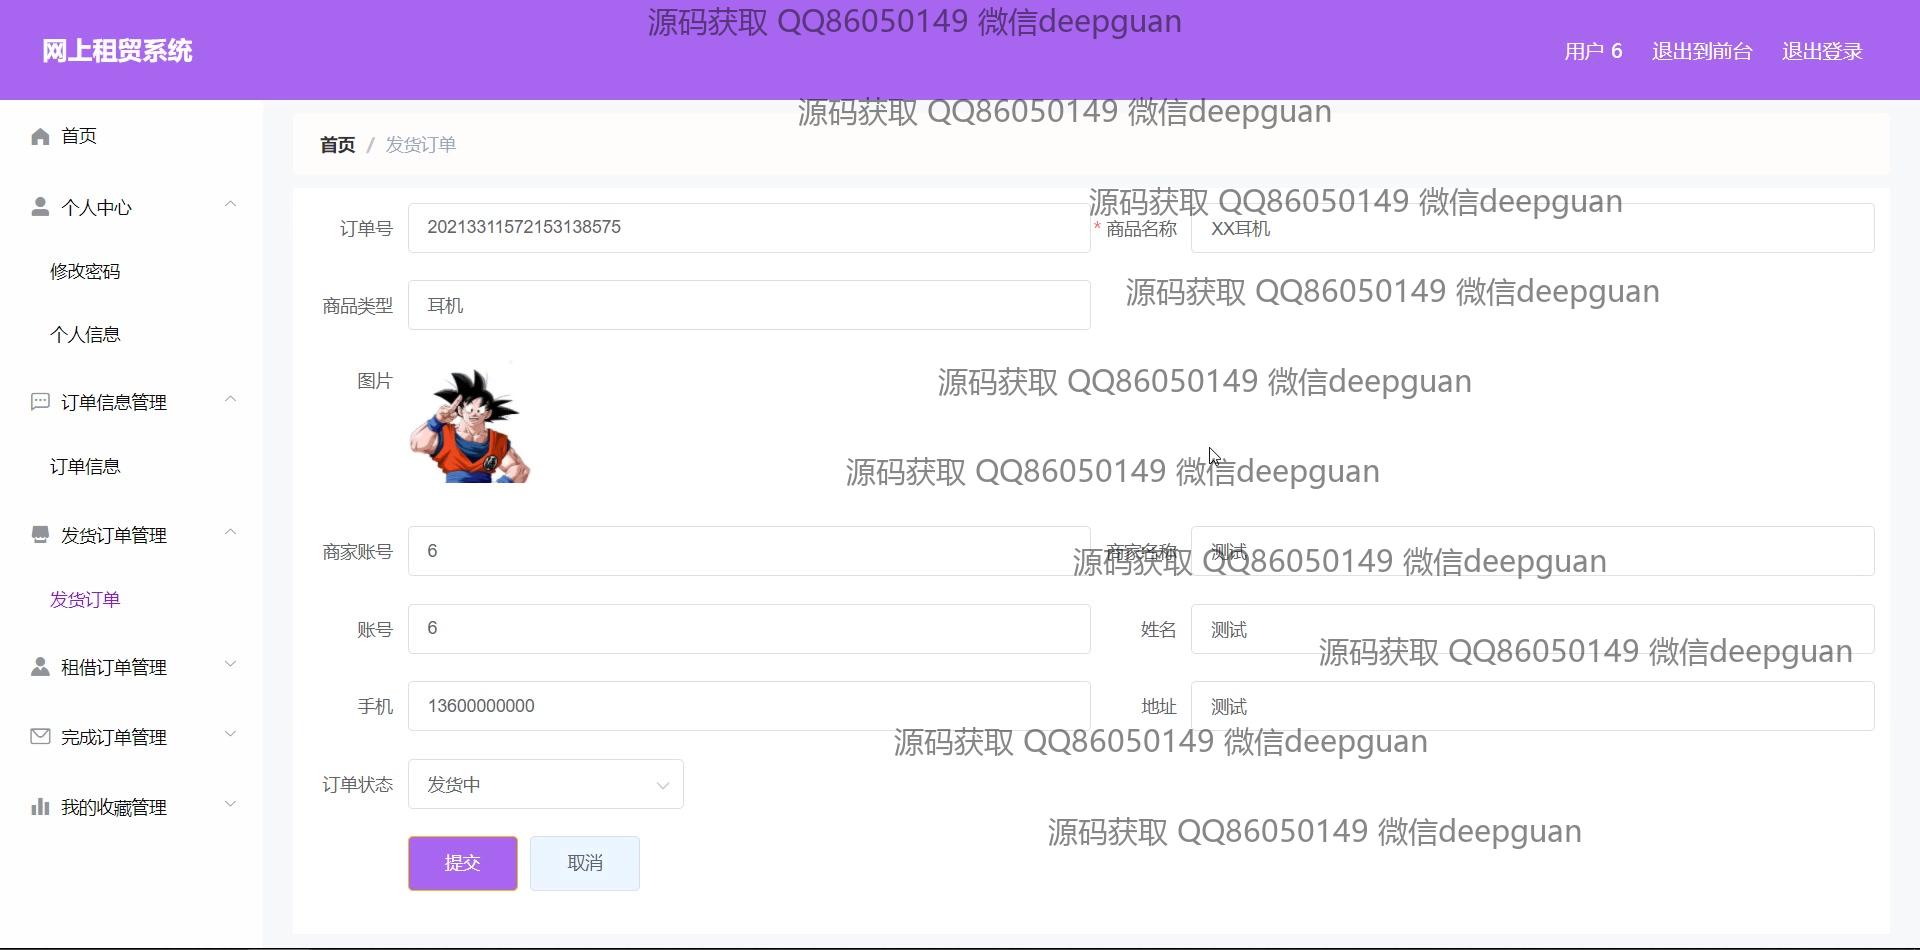 源码获取 QQ86050149 微信deepguan
网上租贸系统
用户 6 退出到前台 退出登录
源码获取 QQ86050149 微信deepguan
首页
首页 / 发货订单
个人中心
源码获取 QQ86050149 微信deepguan
订单号 20213311572153138575 * 商品名称 XX耳机
修改密码
商品类型 耳机
源码获取 QQ86050149 微信deepguan
个人信息
图片
源码获取 QQ86050149 微信deepguan
订单信息管理
订单信息
源码获取 QQ86050149 微信deepguan
发货订单管理
商家账号 6 商家名称 测试
源码获取 QQ86050149 微信deepguan
发货订单
账号 6 姓名 测试
源码获取 QQ86050149 微信deepguan
租借订单管理
手机 13600000000 地址 测试
完成订单管理
源码获取 QQ86050149 微信deepguan
订单状态 发货中
我的收藏管理
源码获取 QQ86050149 微信deepguan
提交 取消